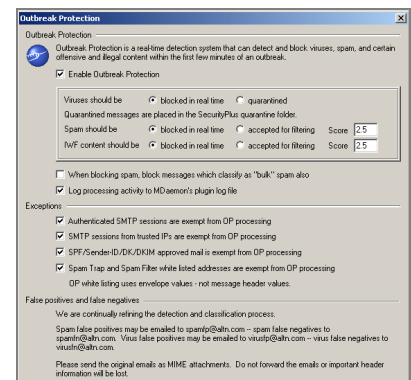 Outbreak Protection
Outbreak Protection
Outbreak Protection is a real-time detection system that can detect and block viruses, spam, and certain
offensive and illegal content within the first few minutes of an outbreak.
Enable Outbreak Protection
Viruses should be blocked in real time quarantined
Quarantined messages are placed in the SecurityPlus quarantine folder.
Spam should be blocked in real time accepted for filtering Score 2.5
IWF content should be blocked in real time accepted for filtering Score 2.5
When blocking spam, block messages which classify as "bulk" spam also
Log processing activity to MDaemon's plugin log file
Exceptions
Authenticated SMTP sessions are exempt from OP processing
SMTP sessions from trusted IPs are exempt from OP processing
SPF/Sender-ID/DK/DKIM approved mail is exempt from OP processing
Spam Trap and Spam Filter white listed addresses are exempt from OP processing
OP white listing uses envelope values - not message header values.
False positives and false negatives
We are continually refining the detection and classification process.
Spam false positives may be emailed to spamfp@altn.com -- spam false negatives to
spamfn@altn.com. Virus false positives may be emailed to virusfp@altn.com -- virus false negatives to
virusfn@altn.com.
Please send the original emails as MIME attachments. Do not forward the emails or important header
information will be lost.